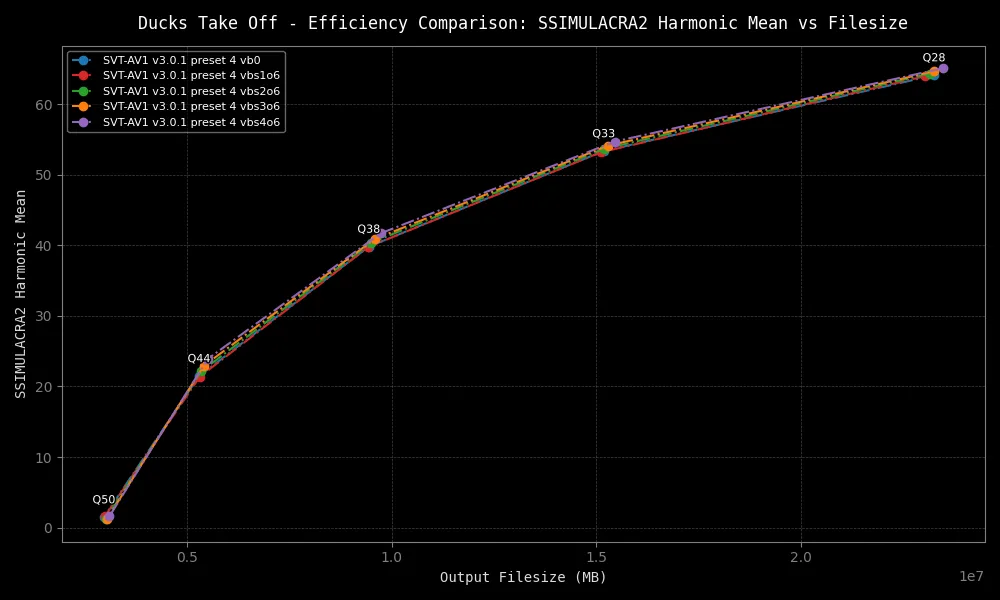 Ducks Take Off - Efficiency Comparison: SSIMULACRA2 Harmonic Mean vs Filesize
SVT-AV1 v3.0.1 preset 4 vb0
SVT-AV1 v3.0.1 preset 4 vbs1o6
SVT-AV1 v3.0.1 preset 4 vbs2o6
SVT-AV1 v3.0.1 preset 4 vbs3o6
SVT-AV1 v3.0.1 preset 4 vbs4o6
Q28
Q33
Q38
Q44
Q50
60
50
40
30
20
10
0
SSIMULACRA2 Harmonic Mean
0.5
1.0
1.5
2.0
1e7
Output Filesize (MB)